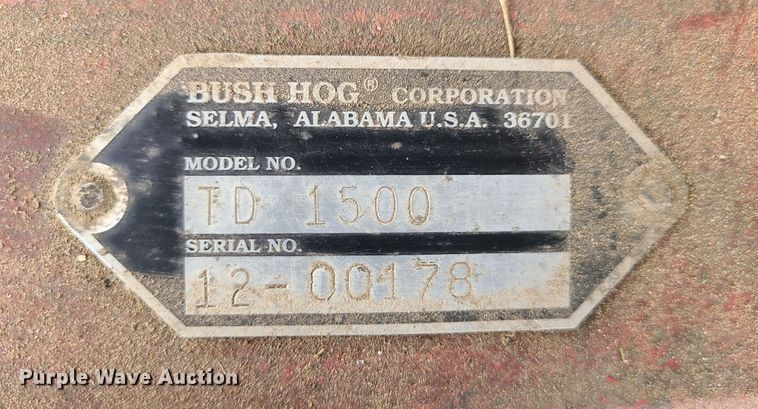 BUSH HOG® CORPORATION
SELMA, ALABAMA U.S.A. 36701
MODEL NO.
TD 1500
SERIAL NO.
12-00178
Purple Wave Auction